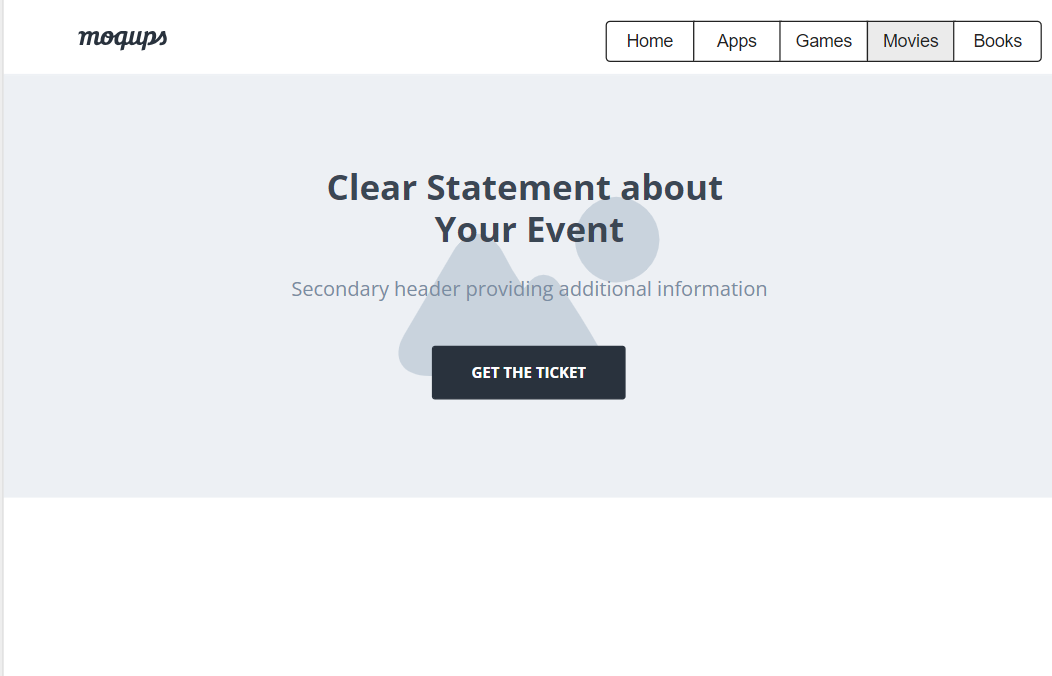 moqups
Home Apps Games Movies Books
Clear Statement about
Your Event
Secondary header providing additional information
GET THE TICKET